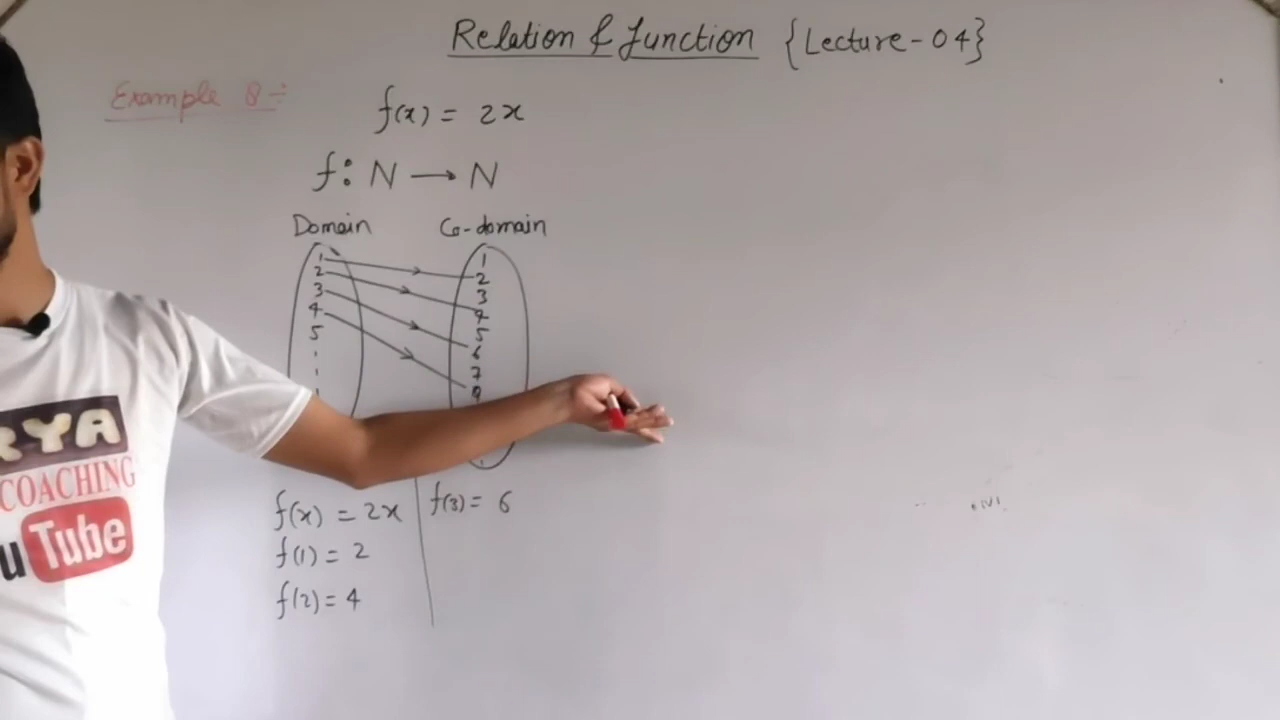 Relation & function {Lecture-04}
Example 8:-
f(x) = 2x
f: N → N
Domain Co-domain
1 1
2 2
3 3
4 4
5 5
6
7
f(x) = 2x
f(1) = 2
f(2) = 4
f(3) = 6
RYA
COACHING
u Tube